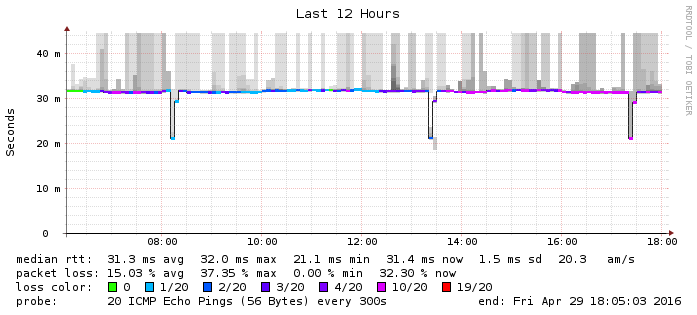 Last 12 Hours
RRDTOOL / TOBI OETIKER
Seconds
40 m
30 m
20 m
10 m
0
08:00 10:00 12:00 14:00 16:00 18:00
median rtt: 31.3 ms avg 32.0 ms max 21.1 ms min 31.4 ms now 1.5 ms sd 20.3 am/s
packet loss: 15.03 % avg 37.35 % max 0.00 % min 32.30 % now
loss color: 0 1/20 2/20 3/20 4/20 10/20 19/20
probe: 20 ICMP Echo Pings (56 Bytes) every 300s end: Fri Apr 29 18:05:03 2016